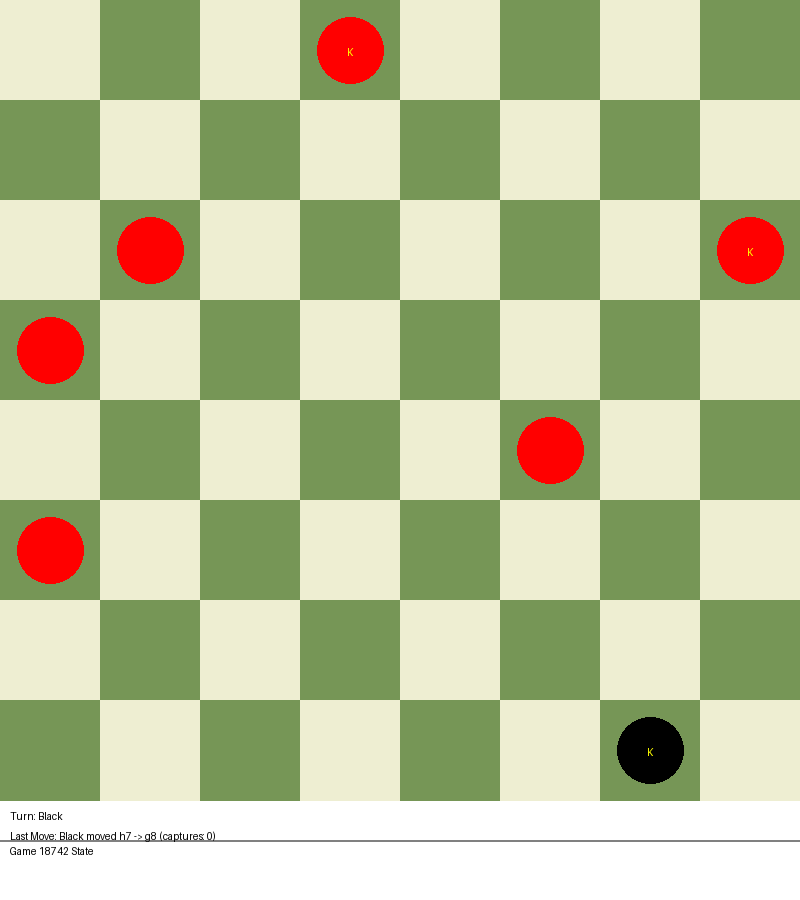 K
K
K
Turn: Black
Last Move: Black moved h7 -> g8 (captures: 0)
Game 18742 State